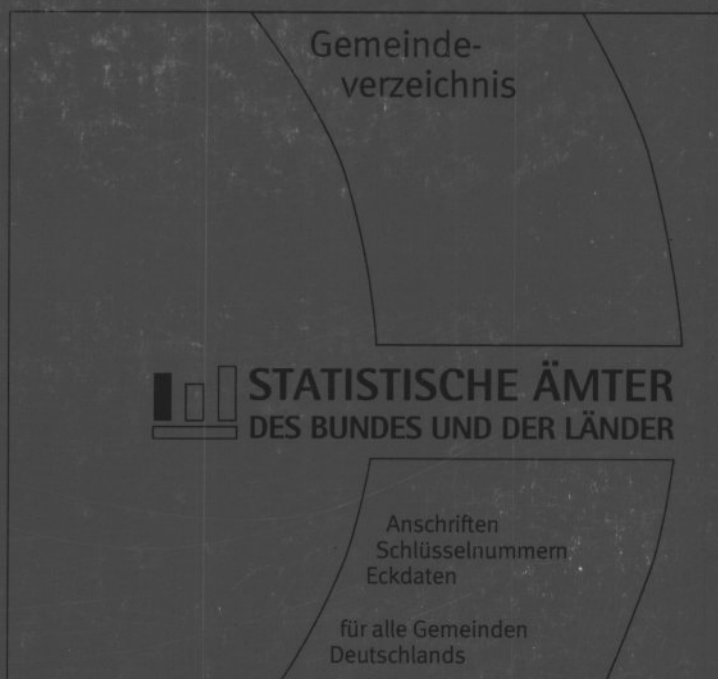 Gemeinde-
verzeichnis
STATISTISCHE ÄMTER
DES BUNDES UND DER LÄNDER
Anschriften
Schlüsselnummern
Eckdaten
für alle Gemeinden
Deutschlands